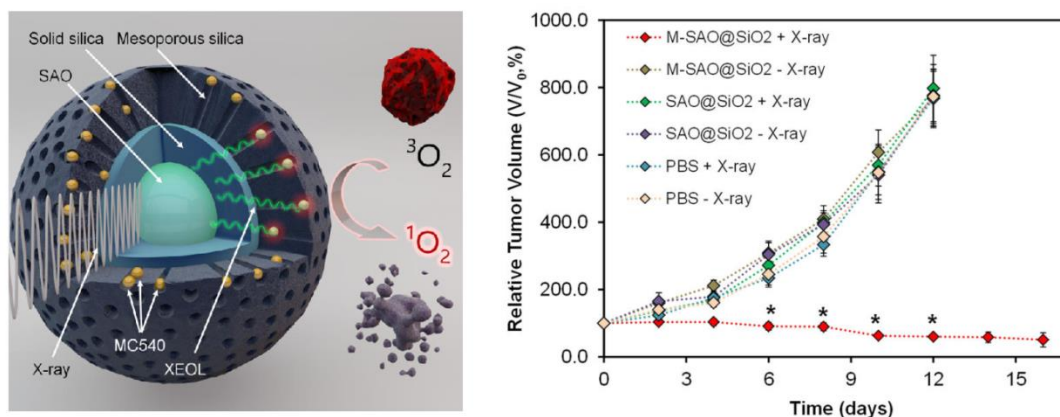 Solid silica
Mesoporous silica
SAO
³O₂
¹O₂
MC540
X-ray
XEOL
Relative Tumor Volume (V/V₀,%)
1000.0
800.0
600.0
400.0
200.0
0.0
M-SAO@SiO2 + X-ray
M-SAO@SiO2 - X-ray
SAO@SiO2 + X-ray
SAO@SiO2 - X-ray
PBS + X-ray
PBS - X-ray
* * * *
0 3 6 9 12 15
Time (days)